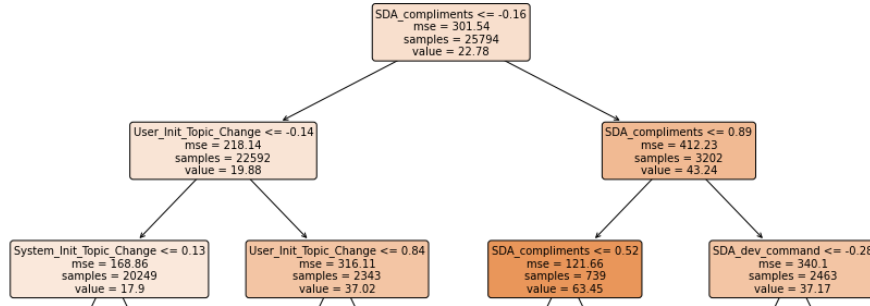 SDA_compliments <= -0.16
mse = 301.54
samples = 25794
value = 22.78
User_Init_Topic_Change <= -0.14
mse = 218.14
samples = 22592
value = 19.88
SDA_compliments <= 0.89
mse = 412.23
samples = 3202
value = 43.24
System_Init_Topic_Change <= 0.13
mse = 168.86
samples = 20249
value = 17.9
User_Init_Topic_Change <= 0.84
mse = 316.11
samples = 2343
value = 37.02
SDA_compliments <= 0.52
mse = 121.66
samples = 739
value = 63.45
SDA_dev_command <= -0.28
mse = 340.1
samples = 2463
value = 37.17